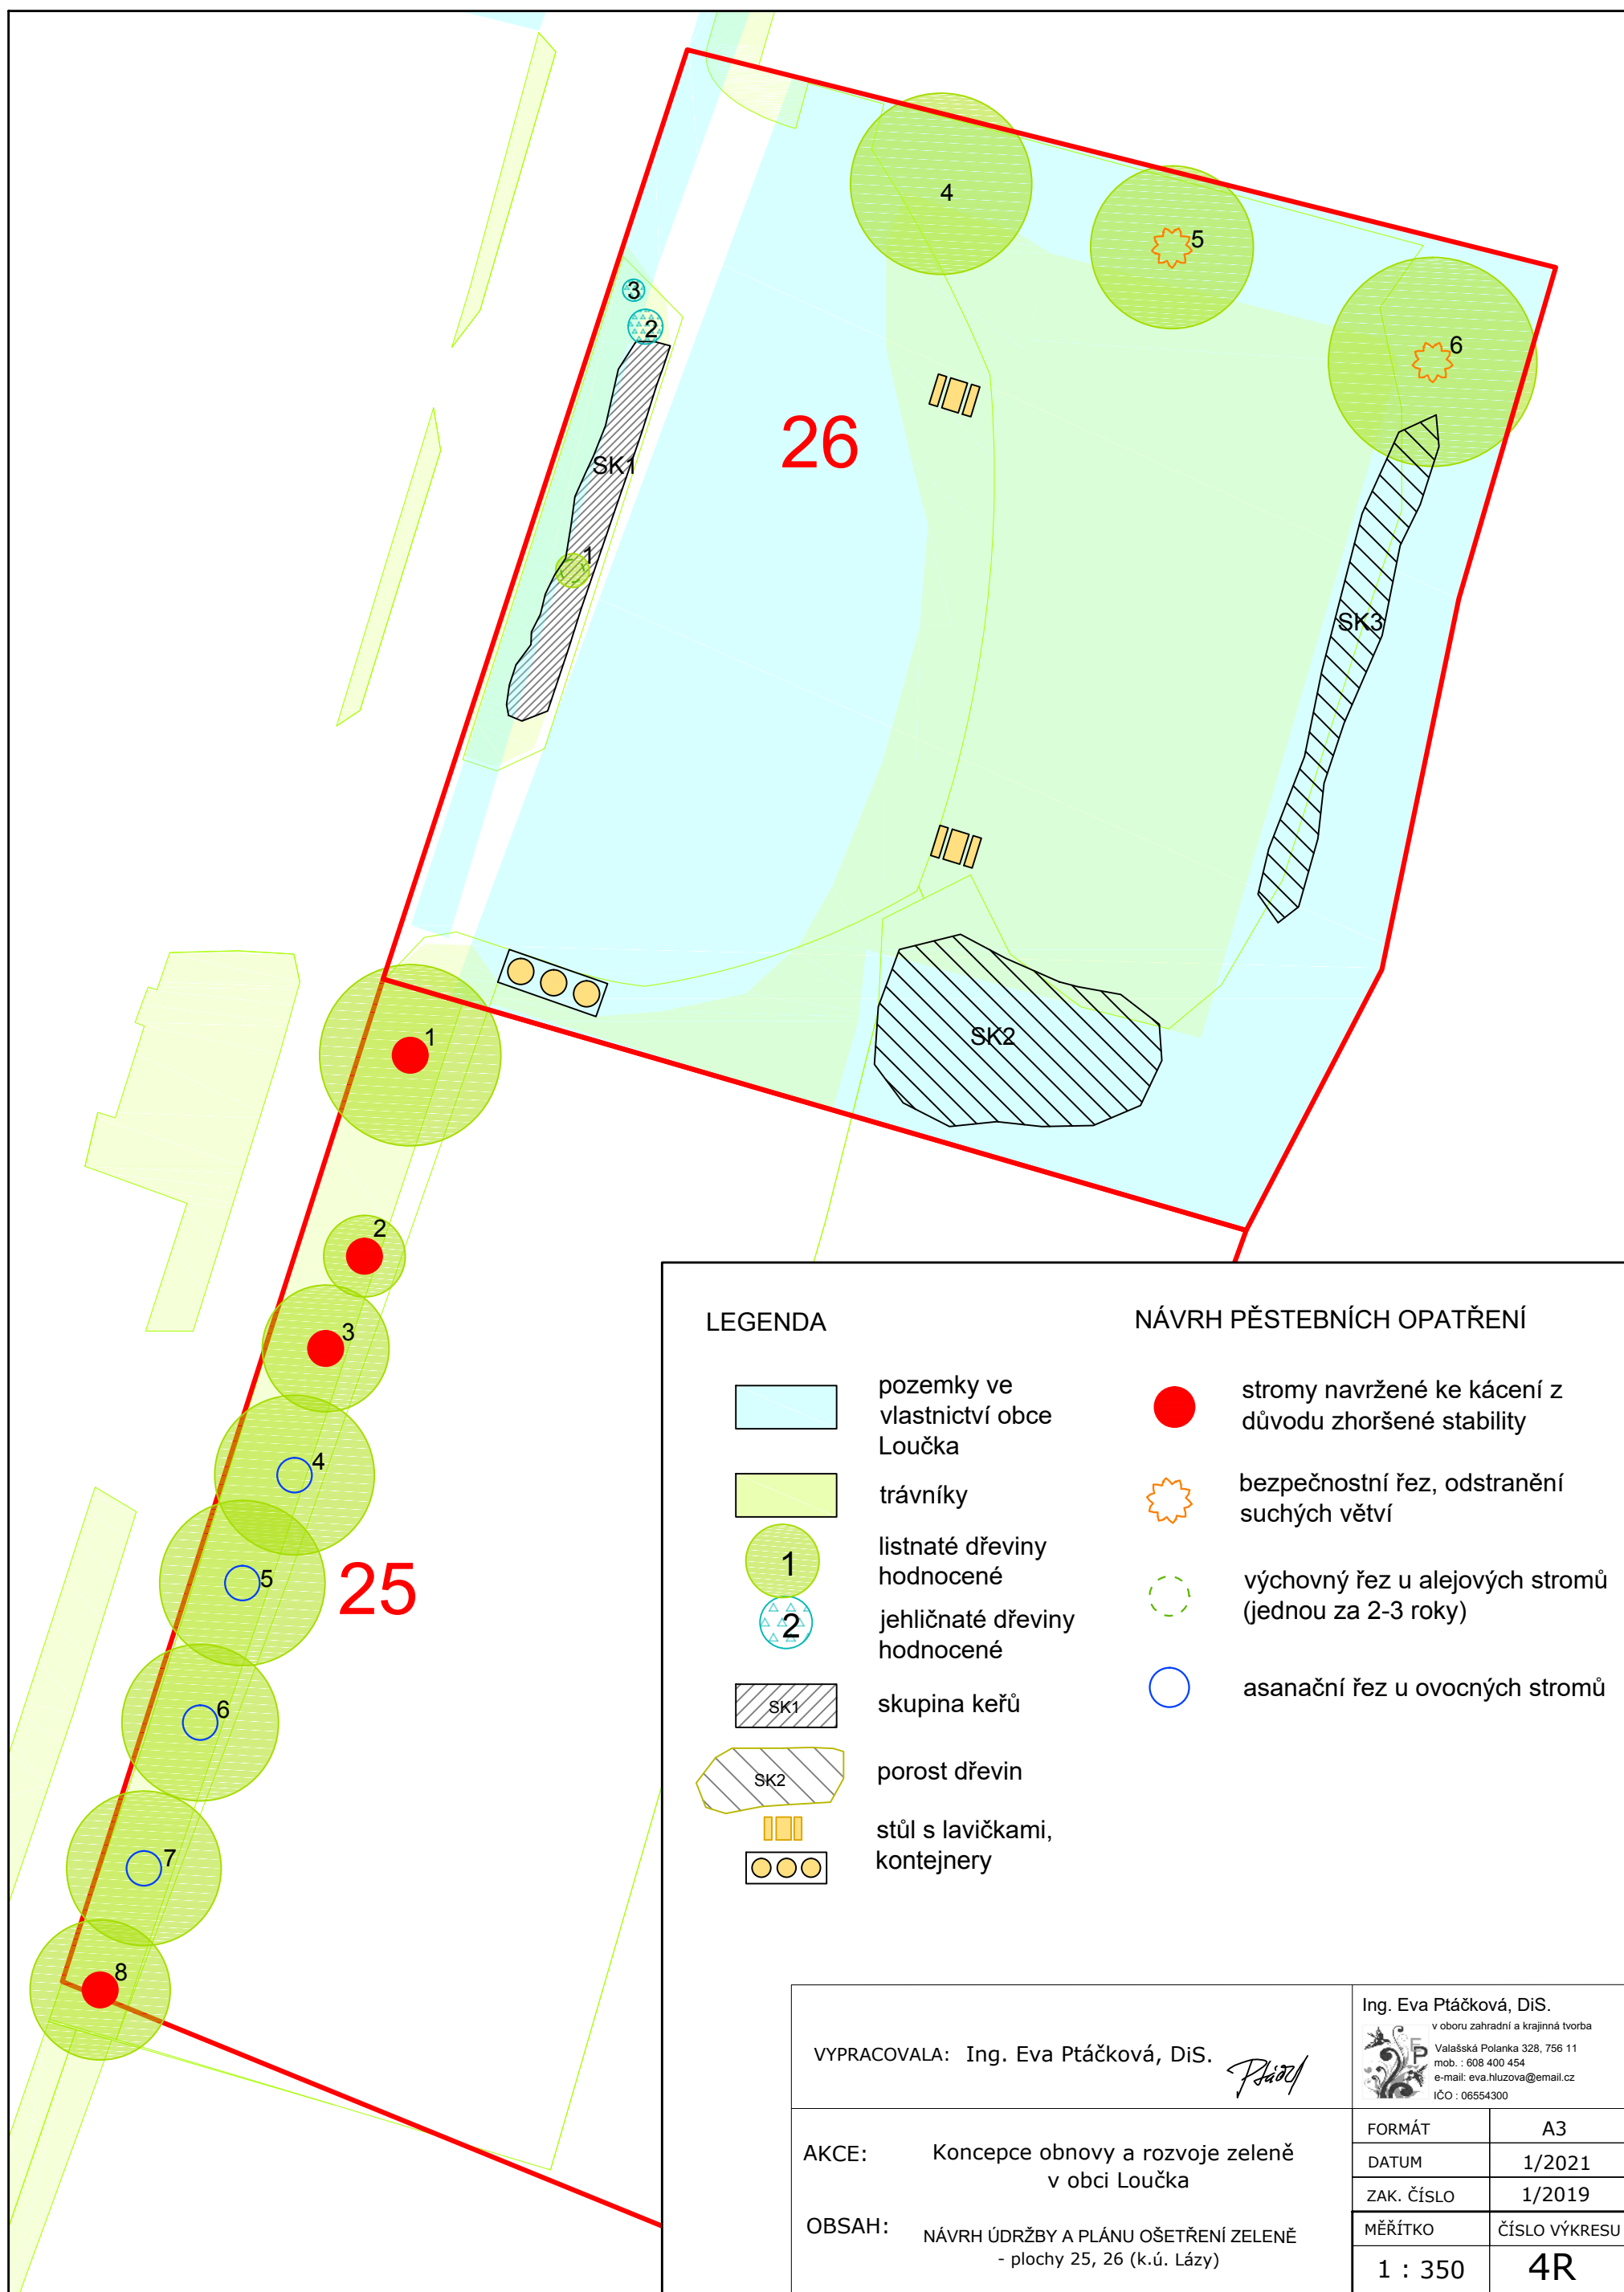 4
5
3
2
6
26
SK1
1
SK3
SK2
1
2
3
4
5
25
6
7
8
LEGENDA
pozemky ve
vlastnictví obce
Loučka
trávníky
1
listnaté dřeviny
hodnocené
2
jehličnaté dřeviny
hodnocené
SK1
skupina keřů
SK2
porost dřevin
stůl s lavičkami,
kontejnery
NÁVRH PĚSTEBNÍCH OPATŘENÍ
stromy navržené ke kácení z
důvodu zhoršené stability
bezpečnostní řez, odstranění
suchých větví
výchovný řez u alejových stromů
(jednou za 2-3 roky)
asanační řez u ovocných stromů
VYPRACOVALA: Ing. Eva Ptáčková, DiS.
Ing. Eva Ptáčková, DiS.
v oboru zahradní a krajinná tvorba
EP
Valašská Polanka 328, 756 11
mob. : 608 400 454
e-mail: eva.hluzova@email.cz
IČO : 06554300
AKCE: Koncepce obnovy a rozvoje zeleně
v obci Loučka
OBSAH: NÁVRH ÚDRŽBY A PLÁNU OŠETŘENÍ ZELENĚ
- plochy 25, 26 (k.ú. Lázy)
FORMÁT A3
DATUM 1/2021
ZAK. ČÍSLO 1/2019
MĚŘÍTKO ČÍSLO VÝKRESU
1 : 350 4R